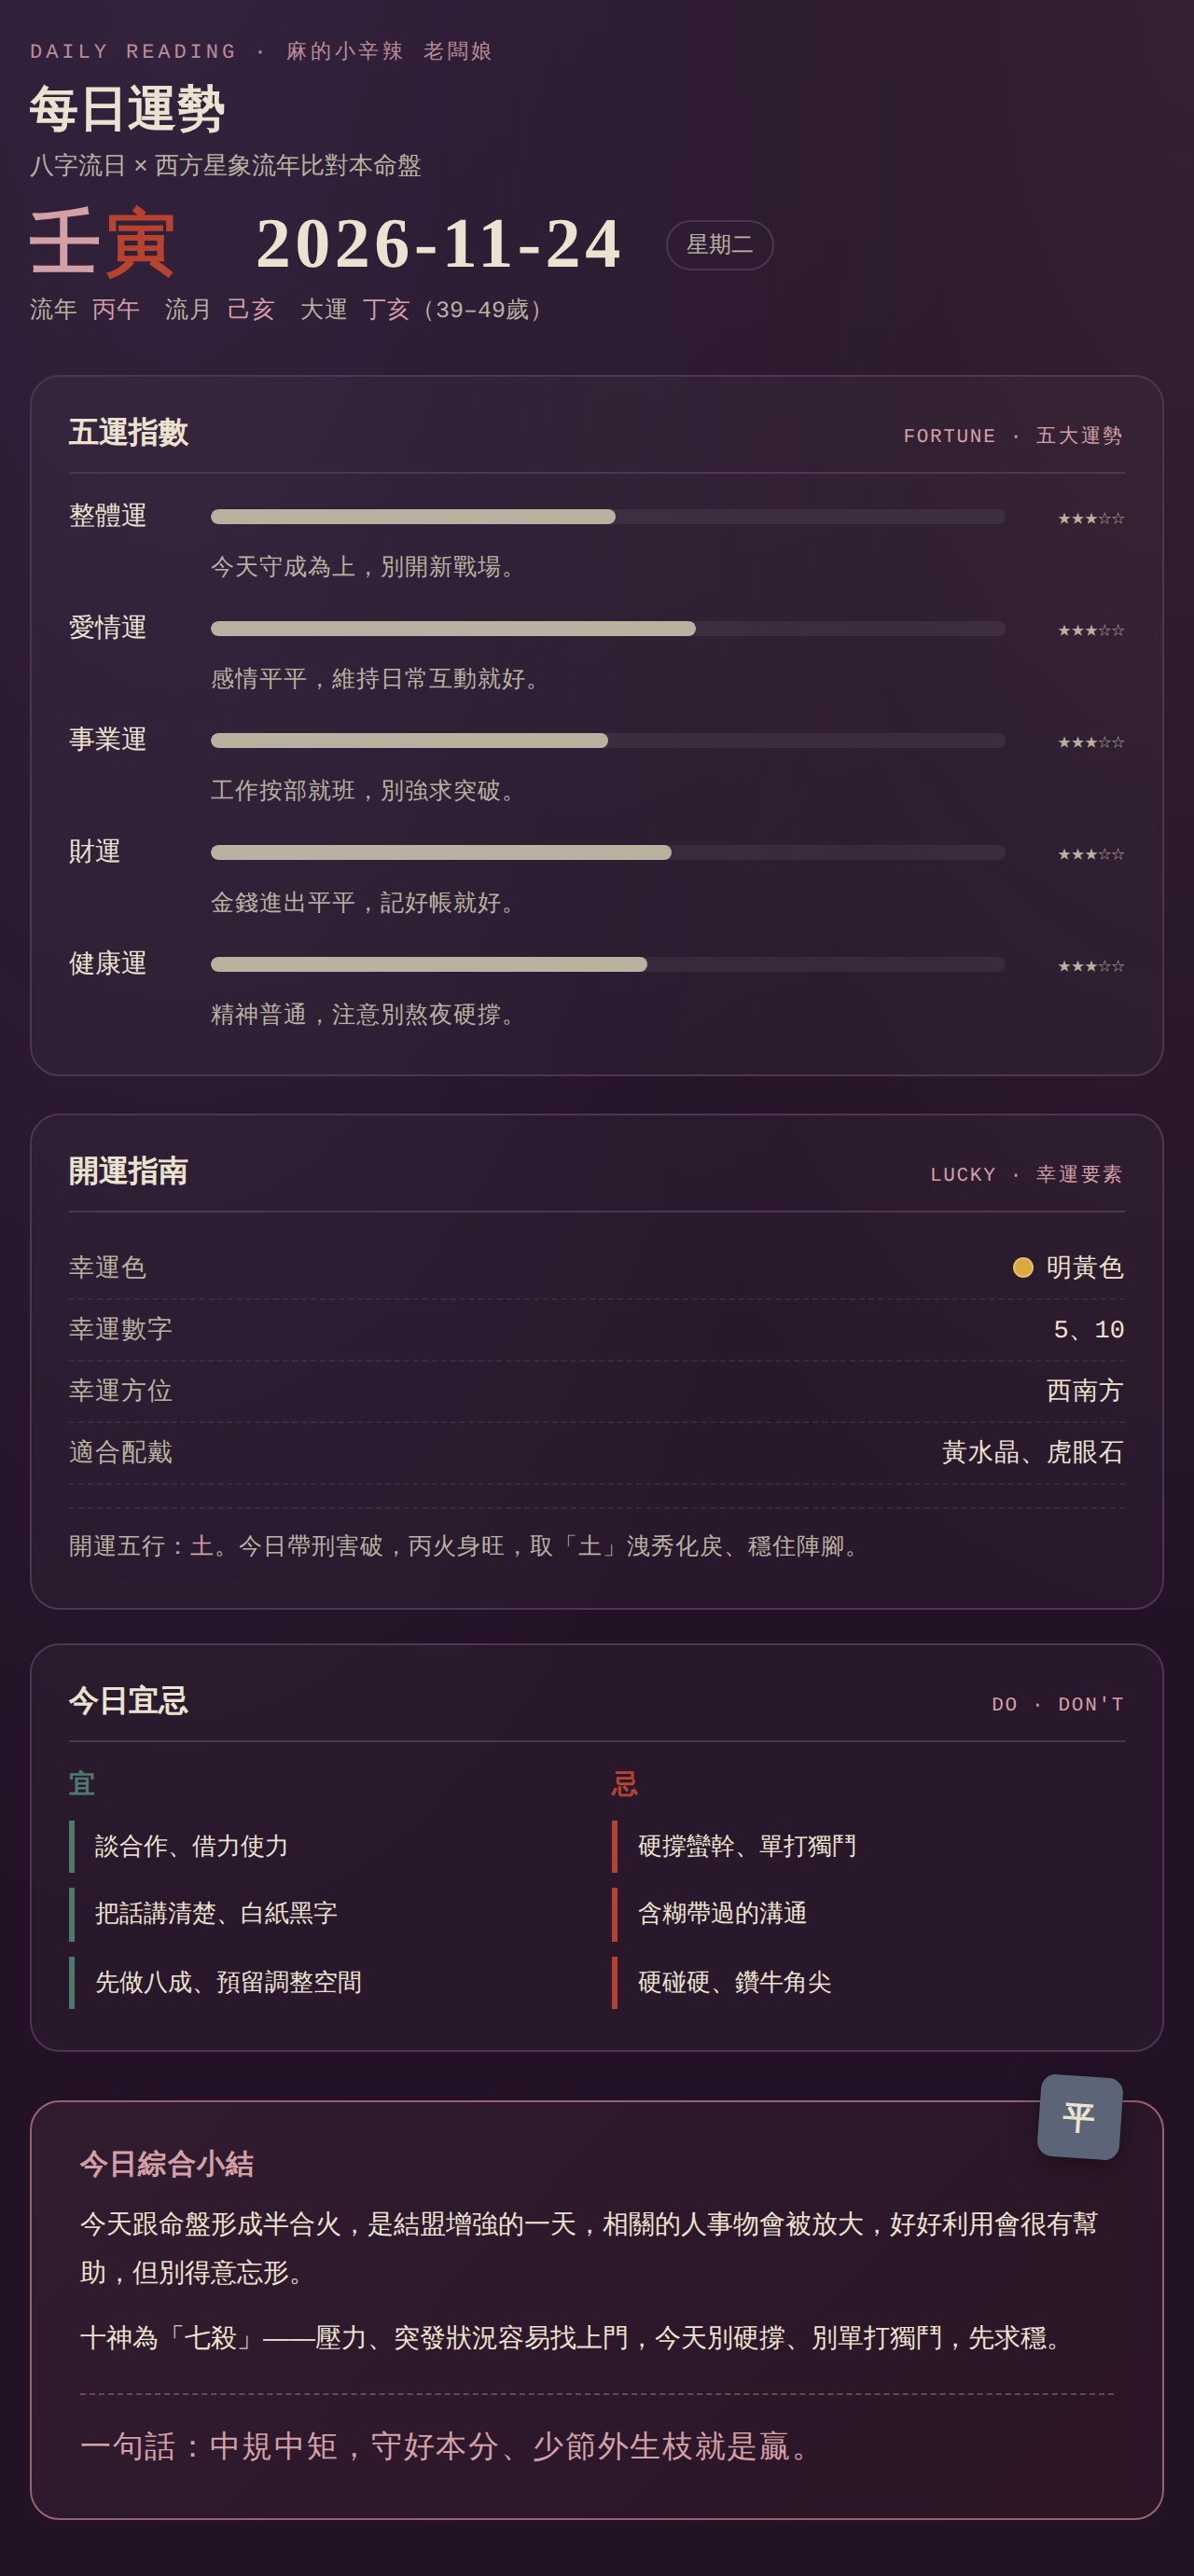 DAILY READING · 麻的小辛辣 老闆娘
每日運勢
八字流日 × 西方星象流年比對本命盤
壬寅 2026-11-24 星期二
流年 丙午 流月 己亥 大運 丁亥（39–49歲）
五運指數 FORTUNE · 五大運勢
整體運 ★★★☆☆
今天守成為上，別開新戰場。
愛情運 ★★★☆☆
感情平平，維持日常互動就好。
事業運 ★★★☆☆
工作按部就班，別強求突破。
財運 ★★★☆☆
金錢進出平平，記好帳就好。
健康運 ★★★☆☆
精神普通，注意別熬夜硬撐。
開運指南 LUCKY · 幸運要素
幸運色 明黃色
幸運數字 5、10
幸運方位 西南方
適合配戴 黃水晶、虎眼石
開運五行：土。今日帶刑害破，丙火身旺，取「土」洩秀化戾、穩住陣腳。
今日宜忌 DO · DON'T
宜 忌
談合作、借力使力 硬撐蠻幹、單打獨鬥
把話講清楚、白紙黑字 含糊帶過的溝通
先做八成、預留調整空間 硬碰硬、鑽牛角尖
平
今日綜合小結
今天跟命盤形成半合火，是結盟增強的一天，相關的人事物會被放大，好好利用會很有幫
助，但別得意忘形。
十神為「七殺」——壓力、突發狀況容易找上門，今天別硬撐、別單打獨鬥，先求穩。
一句話：中規中矩，守好本分、少節外生枝就是贏。